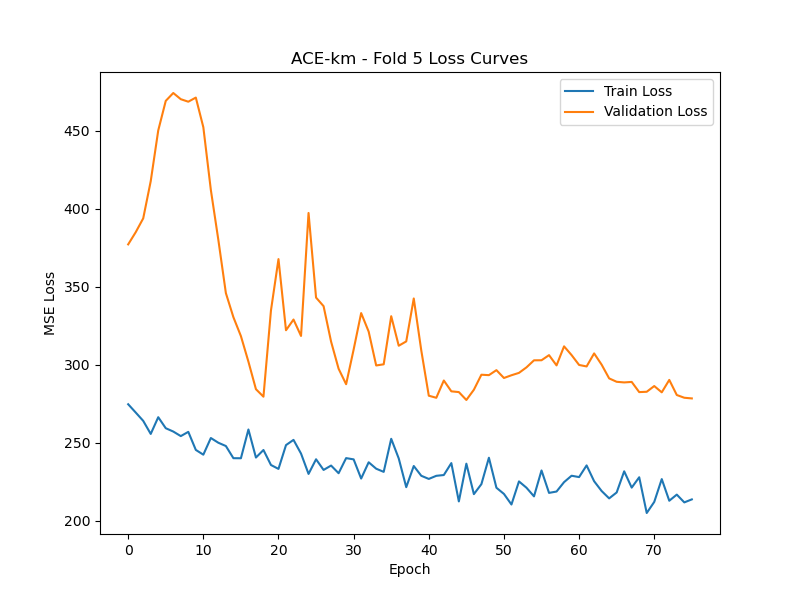 ACE-km - Fold 5 Loss Curves
Train Loss
Validation Loss
MSE Loss
450
400
350
300
250
200
0 10 20 30 40 50 60 70
Epoch